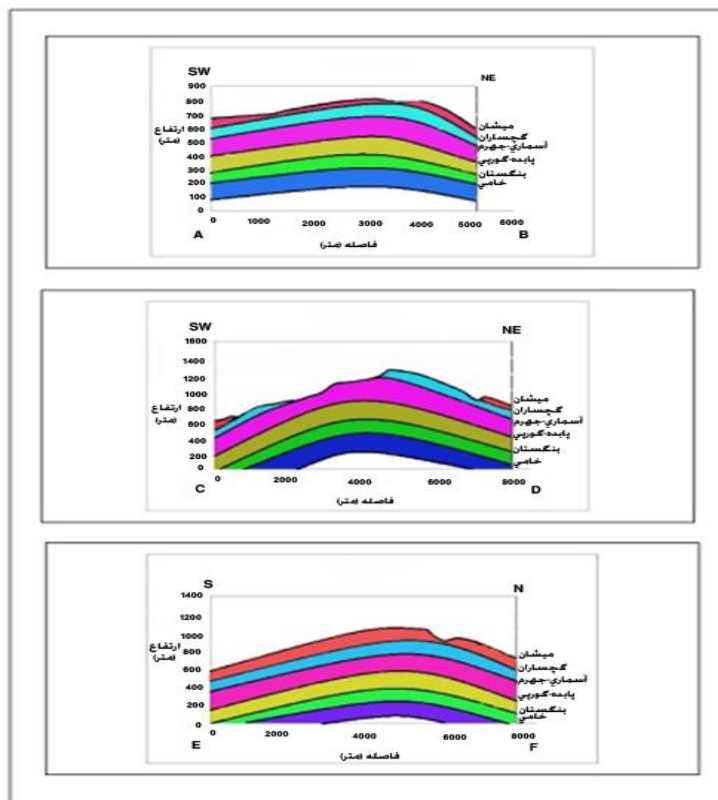 SW
NE
900
800
700
600
500
400
300
200
100
0
ارتفاع
(متر)
میشان
گچساران
آسماري-جهرم
پابده-گورپي
بنگستان
خامي
0 1000 2000 3000 4000 5000 6000
A B
فاصله (متر)
SW
NE
1600
1400
1200
1000
800
600
400
200
0
ارتفاع
(متر)
میشان
گچساران
آسماري-جهرم
پابده-گورپي
بنگستان
خامي
0 2000 4000 6000 8000
C D
فاصله (متر)
S
N
1400
1200
1000
800
600
400
200
0
ارتفاع
(متر)
میشان
گچساران
آسماري-جهرم
پابده-گورپي
بنگستان
خامي
0 2000 4000 6000 8000
E F
فاصله (متر)